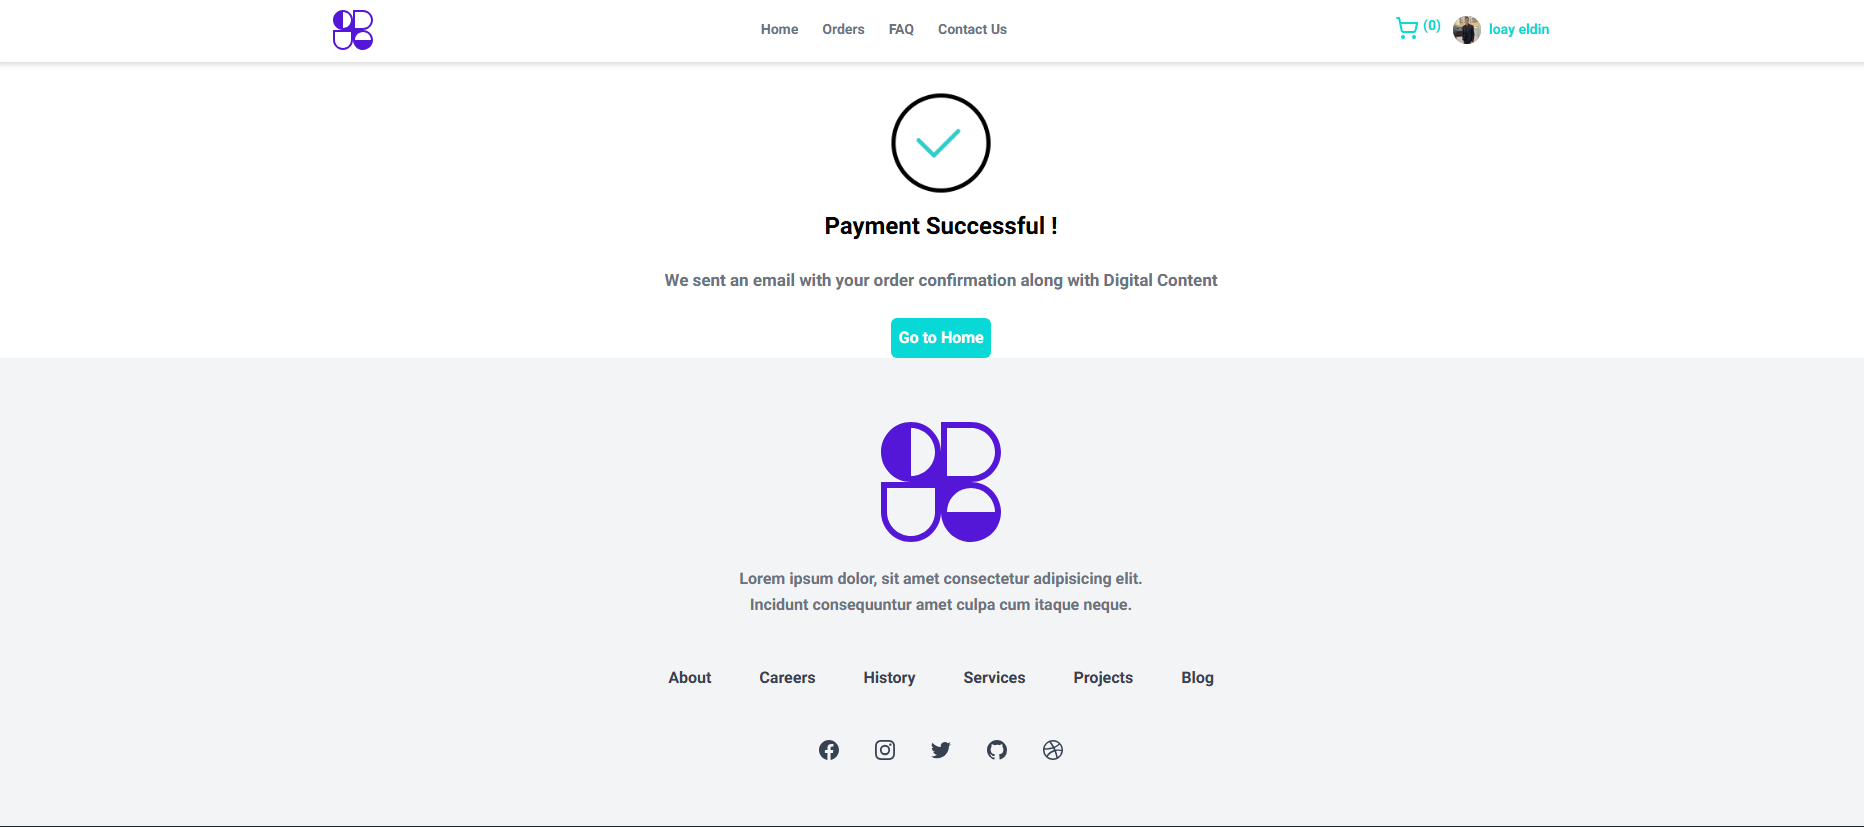 Home Orders FAQ Contact Us (0) loay eldin
Payment Successful !
We sent an email with your order confirmation along with Digital Content
Go to Home
Lorem ipsum dolor, sit amet consectetur adipisicing elit.
Incidunt consequuntur amet culpa cum itaque neque.
About Careers History Services Projects Blog